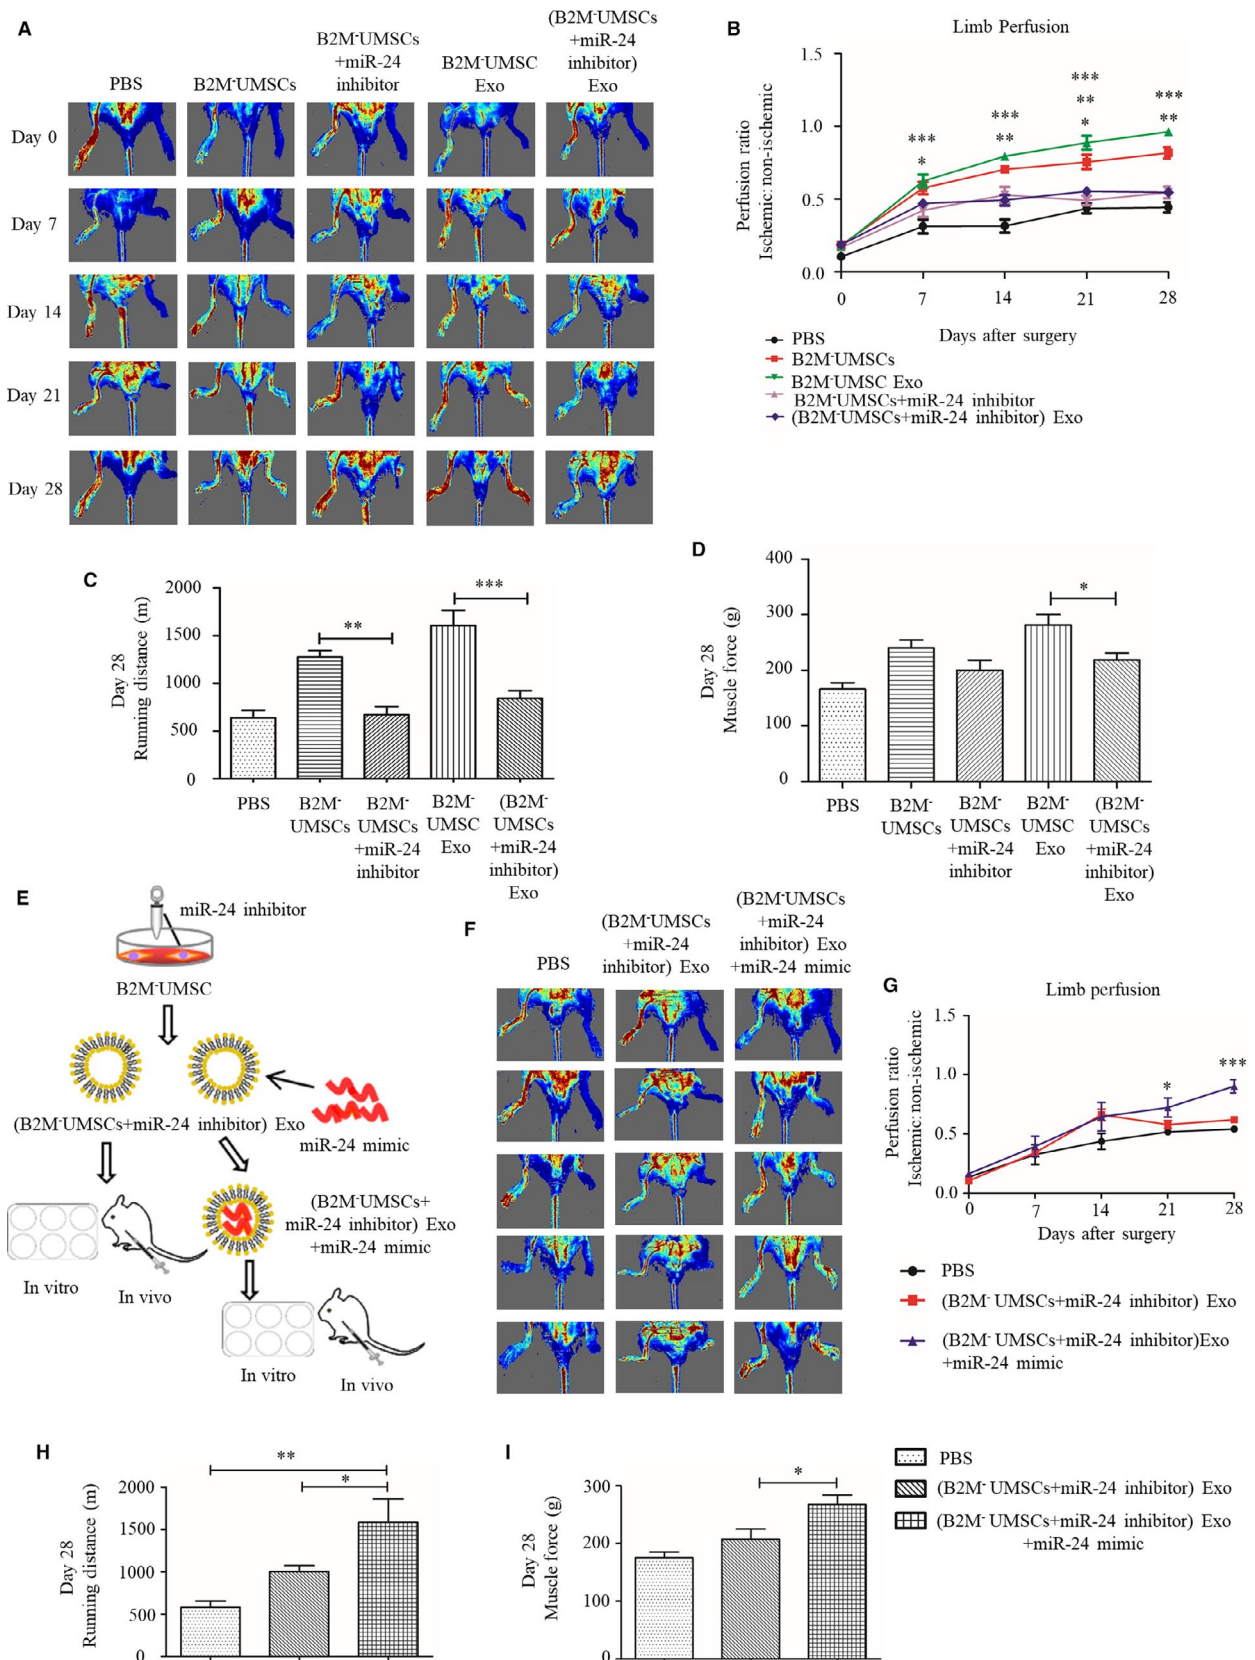 A
PBS
B2M⁻UMSCs
B2M⁻UMSCs
+miR-24
inhibitor
B2M⁻UMSC
Exo
(B2M⁻UMSCs
+miR-24
inhibitor)
Exo
Day 0
Day 7
Day 14
Day 21
Day 28
B
Limb Perfusion
Perfusion ratio
Ischemic: non-ischemic
1.5
1.0
0.5
0.0
***
*
***
**
***
**
*
***
**
0
7
14
21
28
Days after surgery
PBS
B2M⁻UMSCs
B2M⁻UMSC Exo
B2M⁻UMSCs+miR-24 inhibitor
(B2M⁻UMSCs+miR-24 inhibitor) Exo
C
Day 28
Running distance (m)
2000
1500
1000
500
0
**
***
PBS
B2M⁻
UMSCs
B2M⁻
UMSCs
+miR-24
inhibitor
B2M⁻
UMSC
Exo
(B2M⁻
UMSCs
+miR-24
inhibitor)
Exo
D
Day 28
Muscle force (g)
400
300
200
100
0
*
PBS
B2M⁻
UMSCs
B2M⁻
UMSCs
+miR-24
inhibitor
B2M⁻
UMSC
Exo
(B2M⁻
UMSCs
+miR-24
inhibitor)
Exo
E
miR-24 inhibitor
B2M⁻UMSC
(B2M⁻UMSCs+miR-24 inhibitor) Exo
miR-24 mimic
(B2M⁻UMSCs+
miR-24 inhibitor) Exo
+miR-24 mimic
In vitro
In vivo
In vitro
In vivo
F
PBS
(B2M⁻UMSCs
+miR-24
inhibitor) Exo
(B2M⁻UMSCs
+miR-24
inhibitor) Exo
+miR-24 mimic
G
Limb perfusion
Perfusion ratio
Ischemic: non-ischemic
1.5
1.0
0.5
0.0
*
***
0
7
14
21
28
Days after surgery
PBS
(B2M⁻ UMSCs+miR-24 inhibitor) Exo
(B2M⁻ UMSCs+miR-24 inhibitor)Exo
+miR-24 mimic
H
Day 28
Running distance (m)
2000
1500
1000
500
0
**
*
I
Day 28
Muscle force (g)
300
200
100
0
*
PBS
(B2M⁻ UMSCs+miR-24 inhibitor) Exo
(B2M⁻ UMSCs+miR-24 inhibitor) Exo
+miR-24 mimic